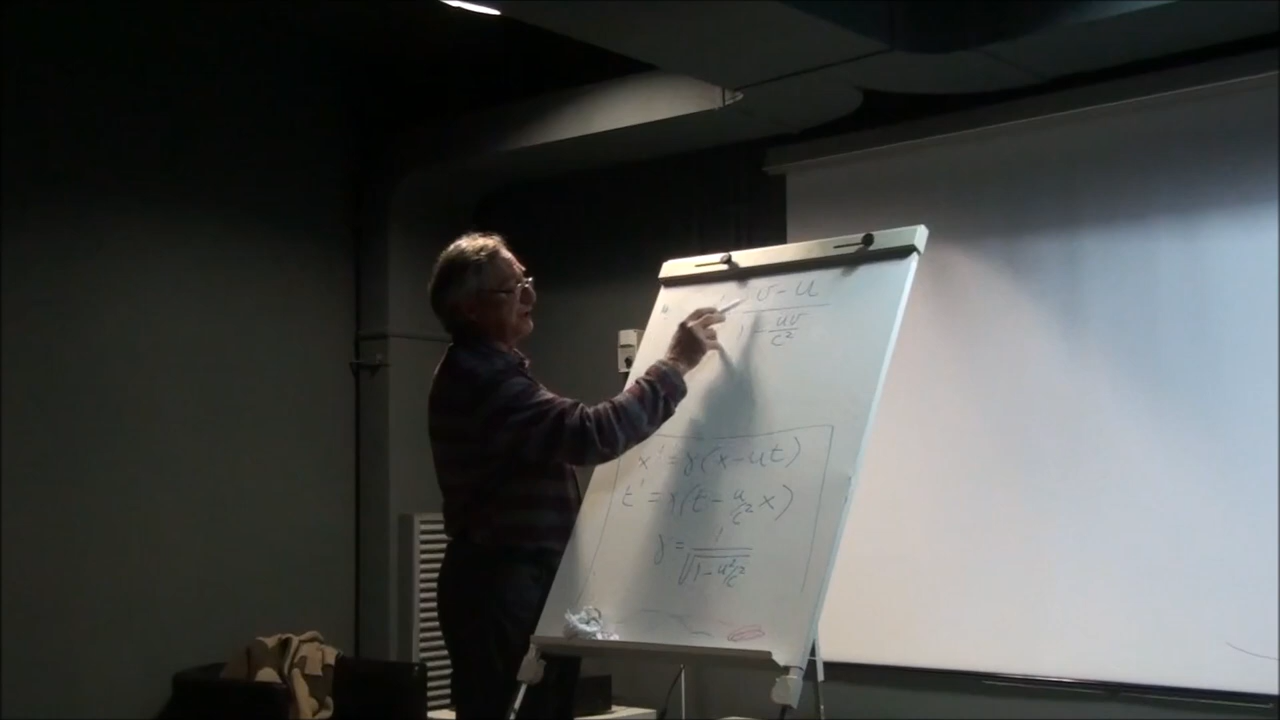 v - u
1 - uv/c²
x' = γ(x - ut)
t' = γ(t - u/c² x)
γ = 1/√(1 - u²/c²)